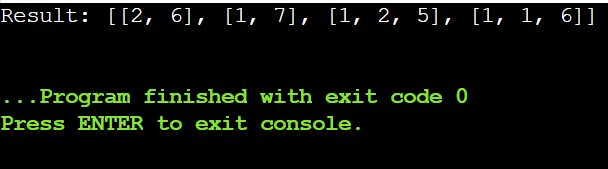 Result: [[2, 6], [1, 7], [1, 2, 5], [1, 1, 6]]
...Program finished with exit code 0
Press ENTER to exit console.